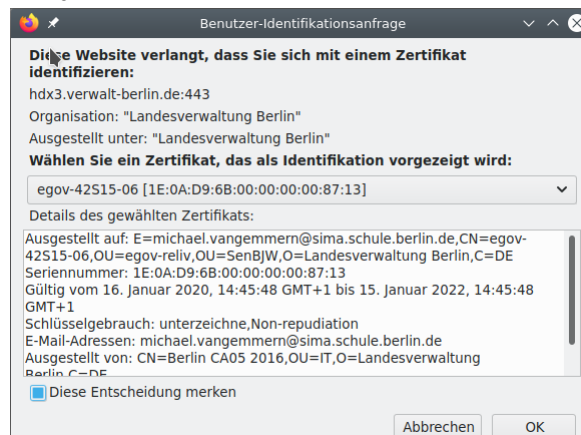 Benutzer-Identifikationsanfrage
Diese Website verlangt, dass Sie sich mit einem Zertifikat
identifizieren:
hdx3.verwalt-berlin.de:443
Organisation: "Landesverwaltung Berlin"
Ausgestellt unter: "Landesverwaltung Berlin"
Wählen Sie ein Zertifikat, das als Identifikation vorgezeigt wird:
egov-42S15-06 [1E:0A:D9:6B:00:00:00:00:87:13]
Details des gewählten Zertifikats:
Ausgestellt auf: E=michael.vangemmern@sima.schule.berlin.de,CN=egov-
42S15-06,OU=egov-reliv,OU=SenBJW,O=Landesverwaltung Berlin,C=DE
Seriennummer: 1E:0A:D9:6B:00:00:00:00:87:13
Gültig vom 16. Januar 2020, 14:45:48 GMT+1 bis 15. Januar 2022, 14:45:48
GMT+1
Schlüsselgebrauch: unterzeichne,Non-repudiation
E-Mail-Adressen: michael.vangemmern@sima.schule.berlin.de
Ausgestellt von: CN=Berlin CA05 2016,OU=IT,O=Landesverwaltung
Berlin,C=DE
Diese Entscheidung merken
Abbrechen
OK